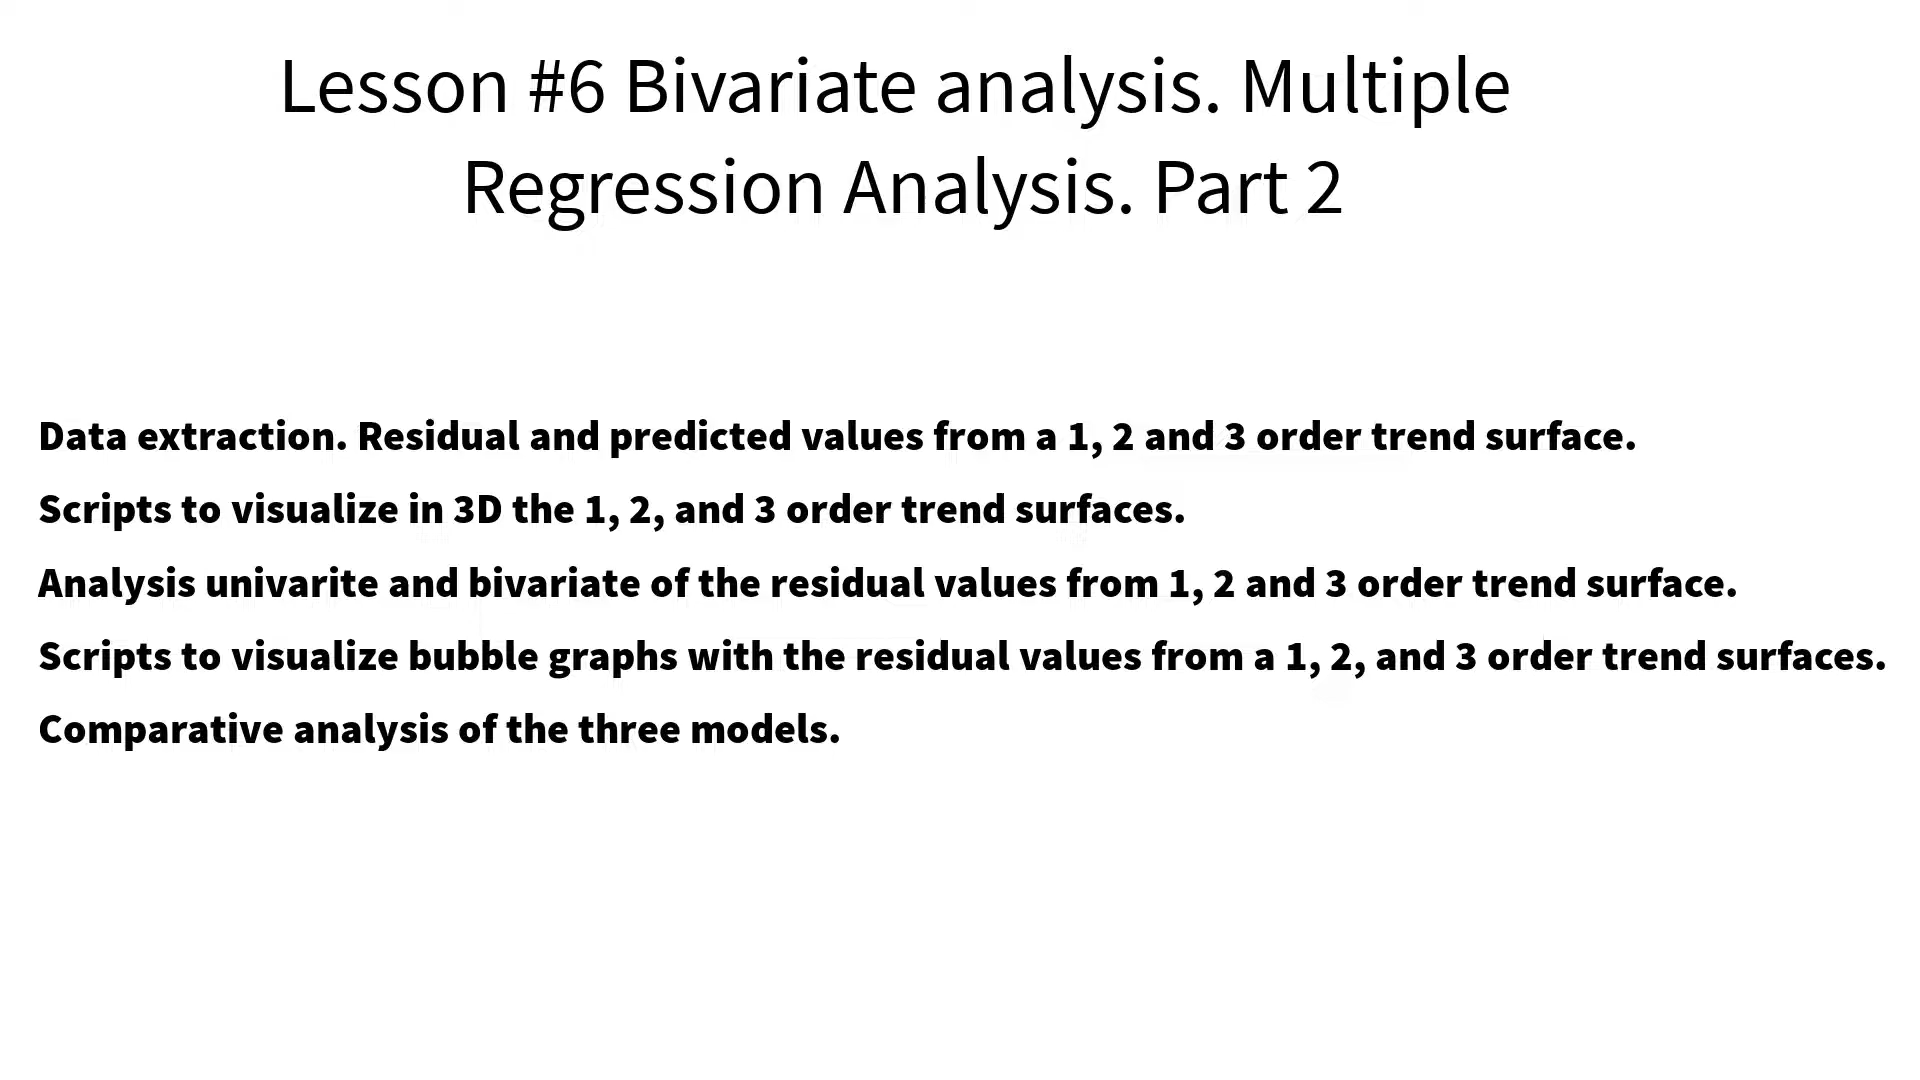 Lesson #6 Bivariate analysis. Multiple
Regression Analysis. Part 2
Data extraction. Residual and predicted values from a 1, 2 and 3 order trend surface.
Scripts to visualize in 3D the 1, 2, and 3 order trend surfaces.
Analysis univarite and bivariate of the residual values from 1, 2 and 3 order trend surface.
Scripts to visualize bubble graphs with the residual values from a 1, 2, and 3 order trend surfaces.
Comparative analysis of the three models.